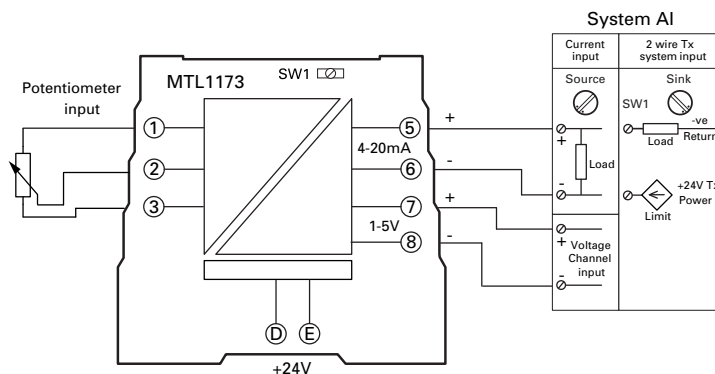 System AI
Current input
2 wire Tx system input
MTL1173
SW1
Potentiometer input
Source
Sink
SW1
-ve
Return
Load
1
5
+
+
4-20mA
Load
2
6
-
-
+24V Tx
Power
Limit
3
7
+
1-5V
8
-
+
Voltage
Channel
input
-
D
E
+24V